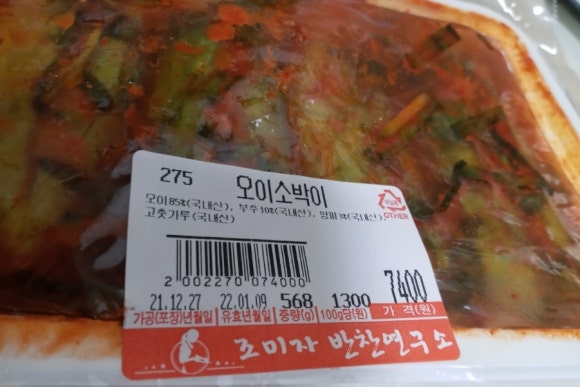 275 오이소박이
오이85%(국내산), 부추10%(국내산), 양파3%(국내산)
고춧가루(국내산)
OTHER
2 002270 074000
21.12.27 22.01.09 568 1300 7400
가공(포장)년월일 유효년월일 중량(g) 100g당(원) 가 격(원)
조미자 반찬연구소